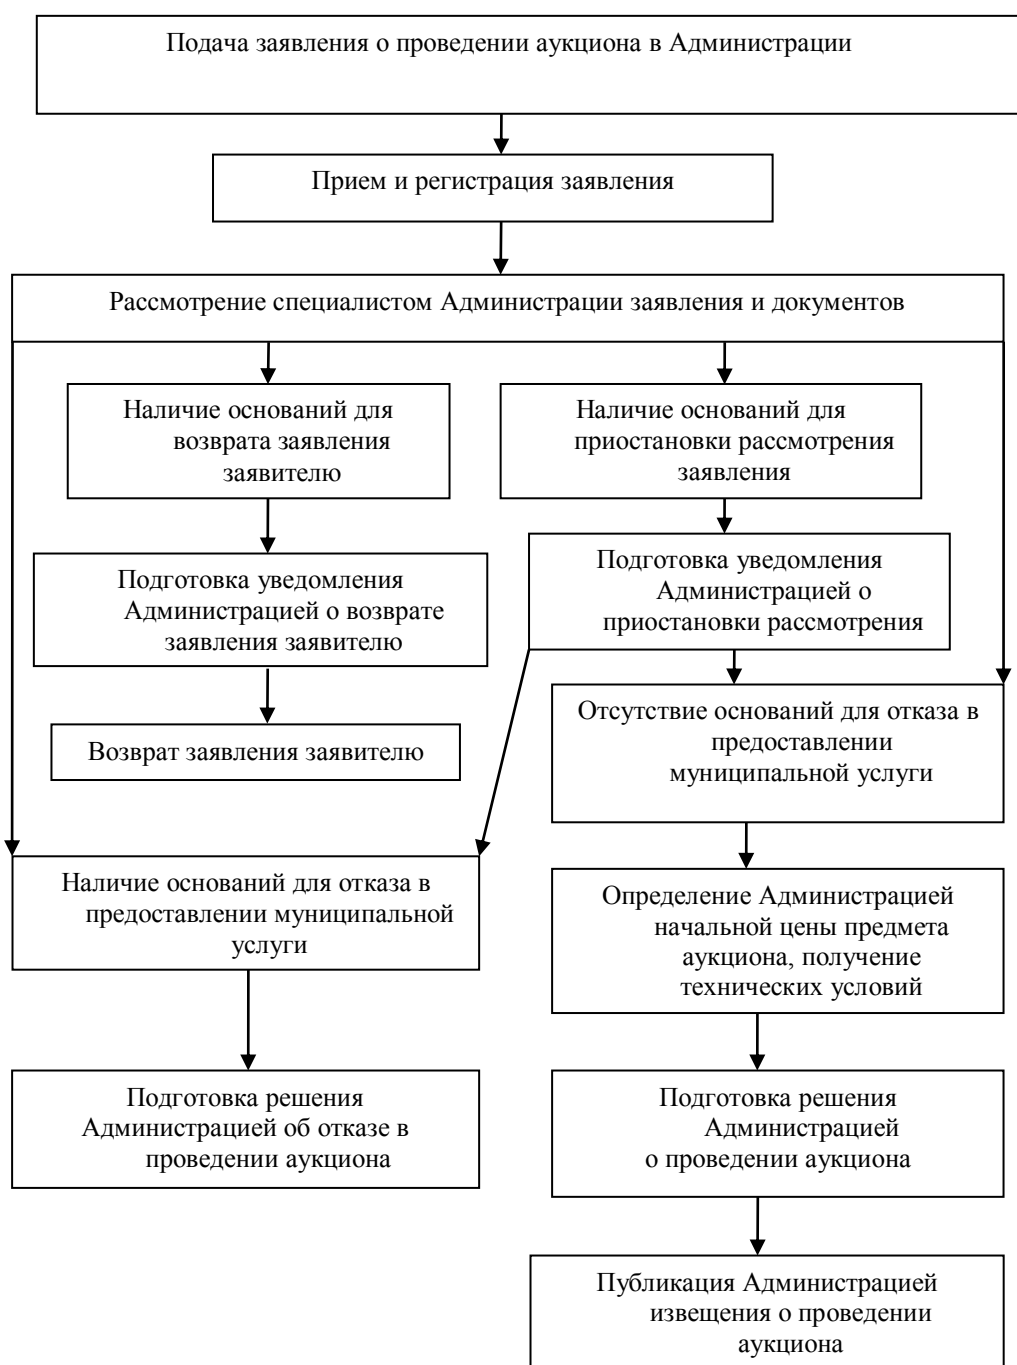 Подача заявления о проведении аукциона в Администрации
Прием и регистрация заявления
Рассмотрение специалистом Администрации заявления и документов
Наличие оснований для
возврата заявления
заявителю
Наличие оснований для
приостановки рассмотрения
заявления
Подготовка уведомления
Администрацией о возврате
заявления заявителю
Подготовка уведомления
Администрацией о
приостановки рассмотрения
Возврат заявления заявителю
Отсутствие оснований для отказа в
предоставлении
муниципальной услуги
Наличие оснований для отказа в
предоставлении муниципальной
услуги
Определение Администрацией
начальной цены предмета
аукциона, получение
технических условий
Подготовка решения
Администрацией об отказе в
проведении аукциона
Подготовка решения
Администрацией
о проведении аукциона
Публикация Администрацией
извещения о проведении
аукциона